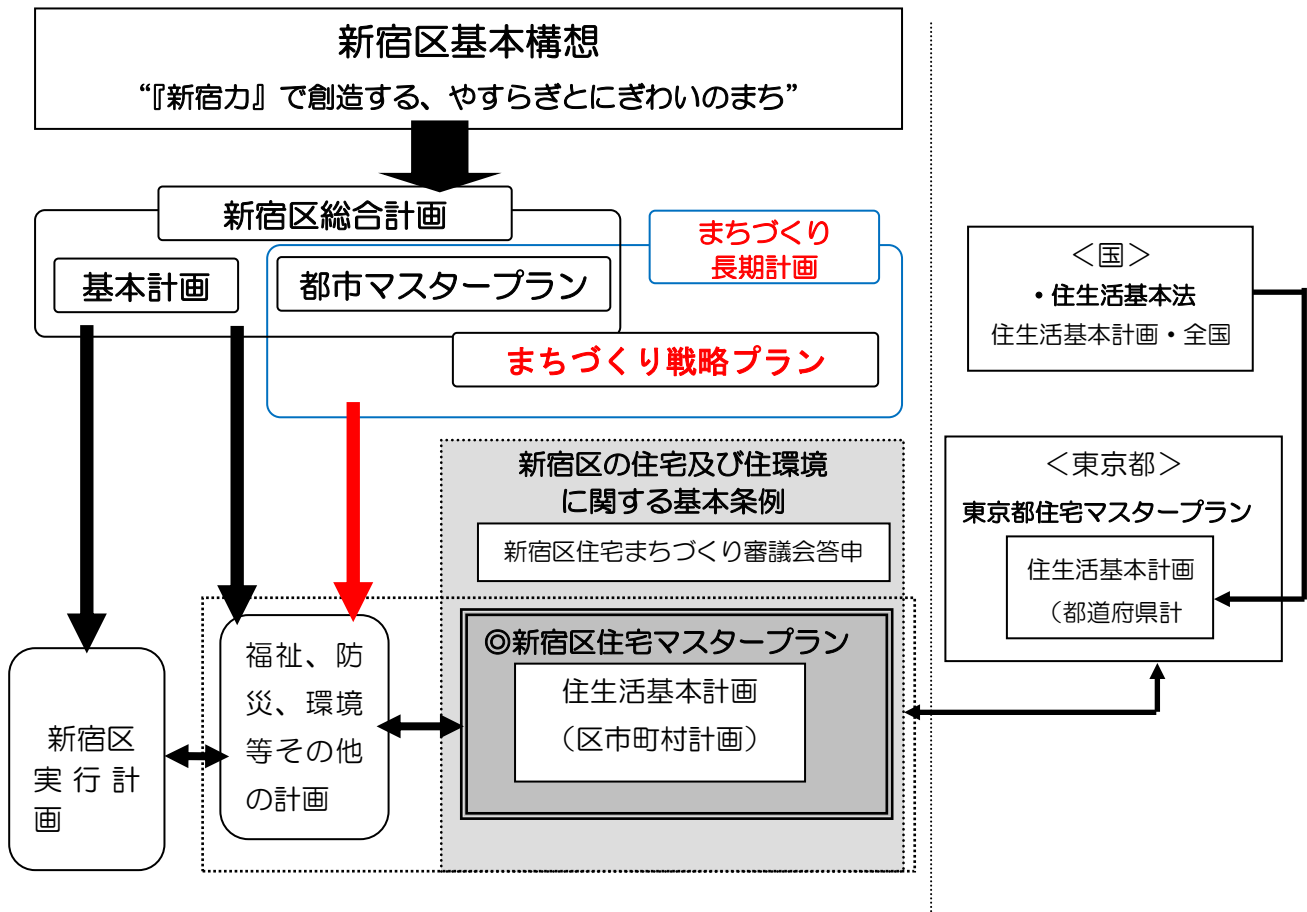 新宿区基本構想
“『新宿力』で創造する、やすらぎとにぎわいのまち”
新宿区総合計画
基本計画
都市マスタープラン
まちづくり
長期計画
まちづくり戦略プラン
新宿区の住宅及び住環境
に関する基本条例
新宿区住宅まちづくり審議会答申
◎新宿区住宅マスタープラン
住生活基本計画
（区市町村計画）
福祉、防
災、環境
等その他
の計画
新宿区
実行計
画
＜国＞
・住生活基本法
住生活基本計画・全国
＜東京都＞
東京都住宅マスタープラン
住生活基本計画
（都道府県計